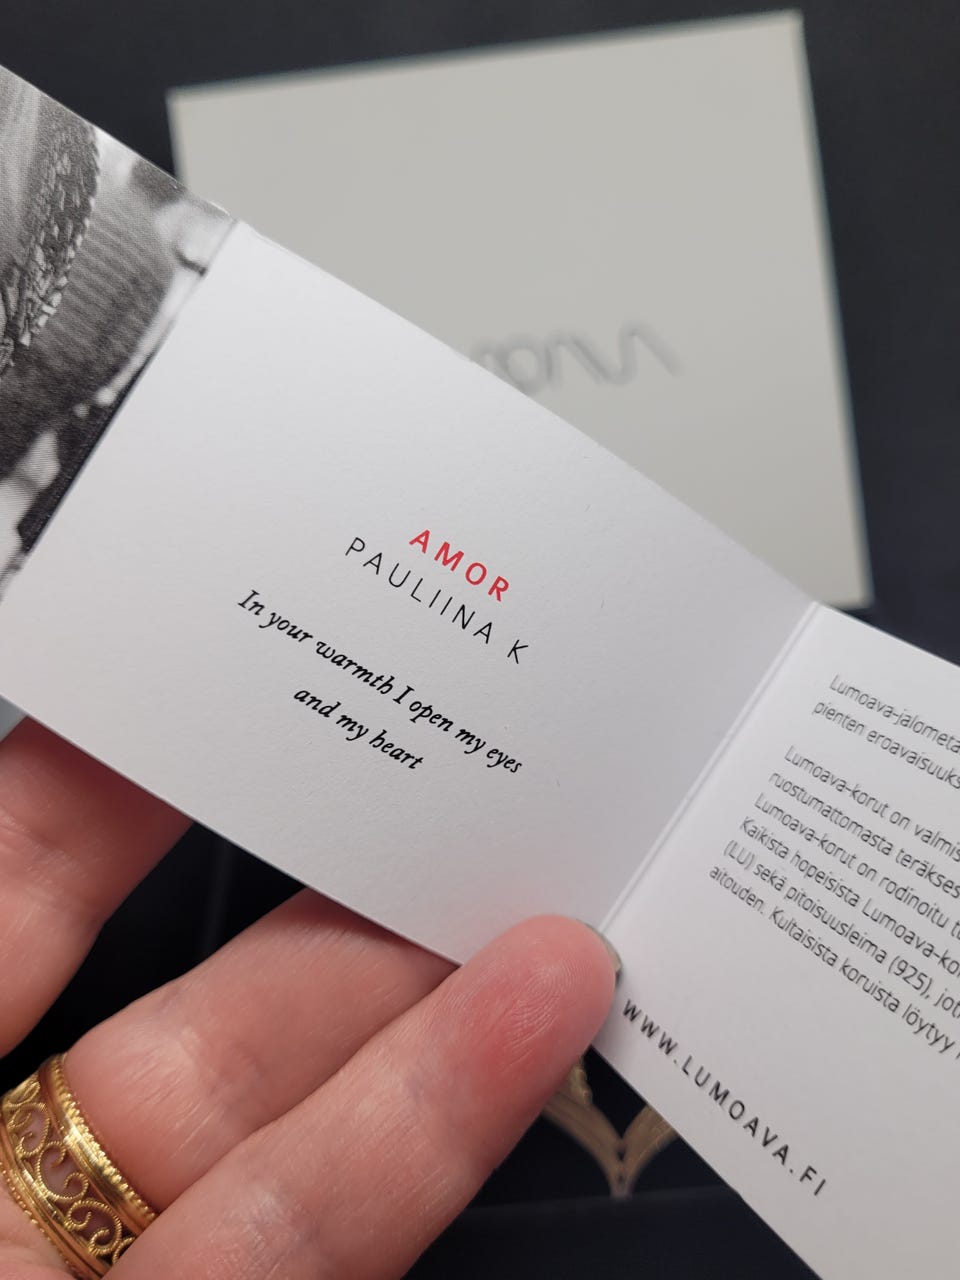 AMOR
PAULIINA K
In your warmth I open my eyes
and my heart
Lumoava-jalometa
pienten eroavaisuuks
Lumoava-korut on valmis
ruostumattomasta teräkses
Lumoava-korut on rodinoitu
Kaikista hopeisista Lumoava-ko
(LU) sekä pitoisuusleima (925), jot
aitouden. Kultaisista koruista löytyy
WWW.LUMOAVA.FI